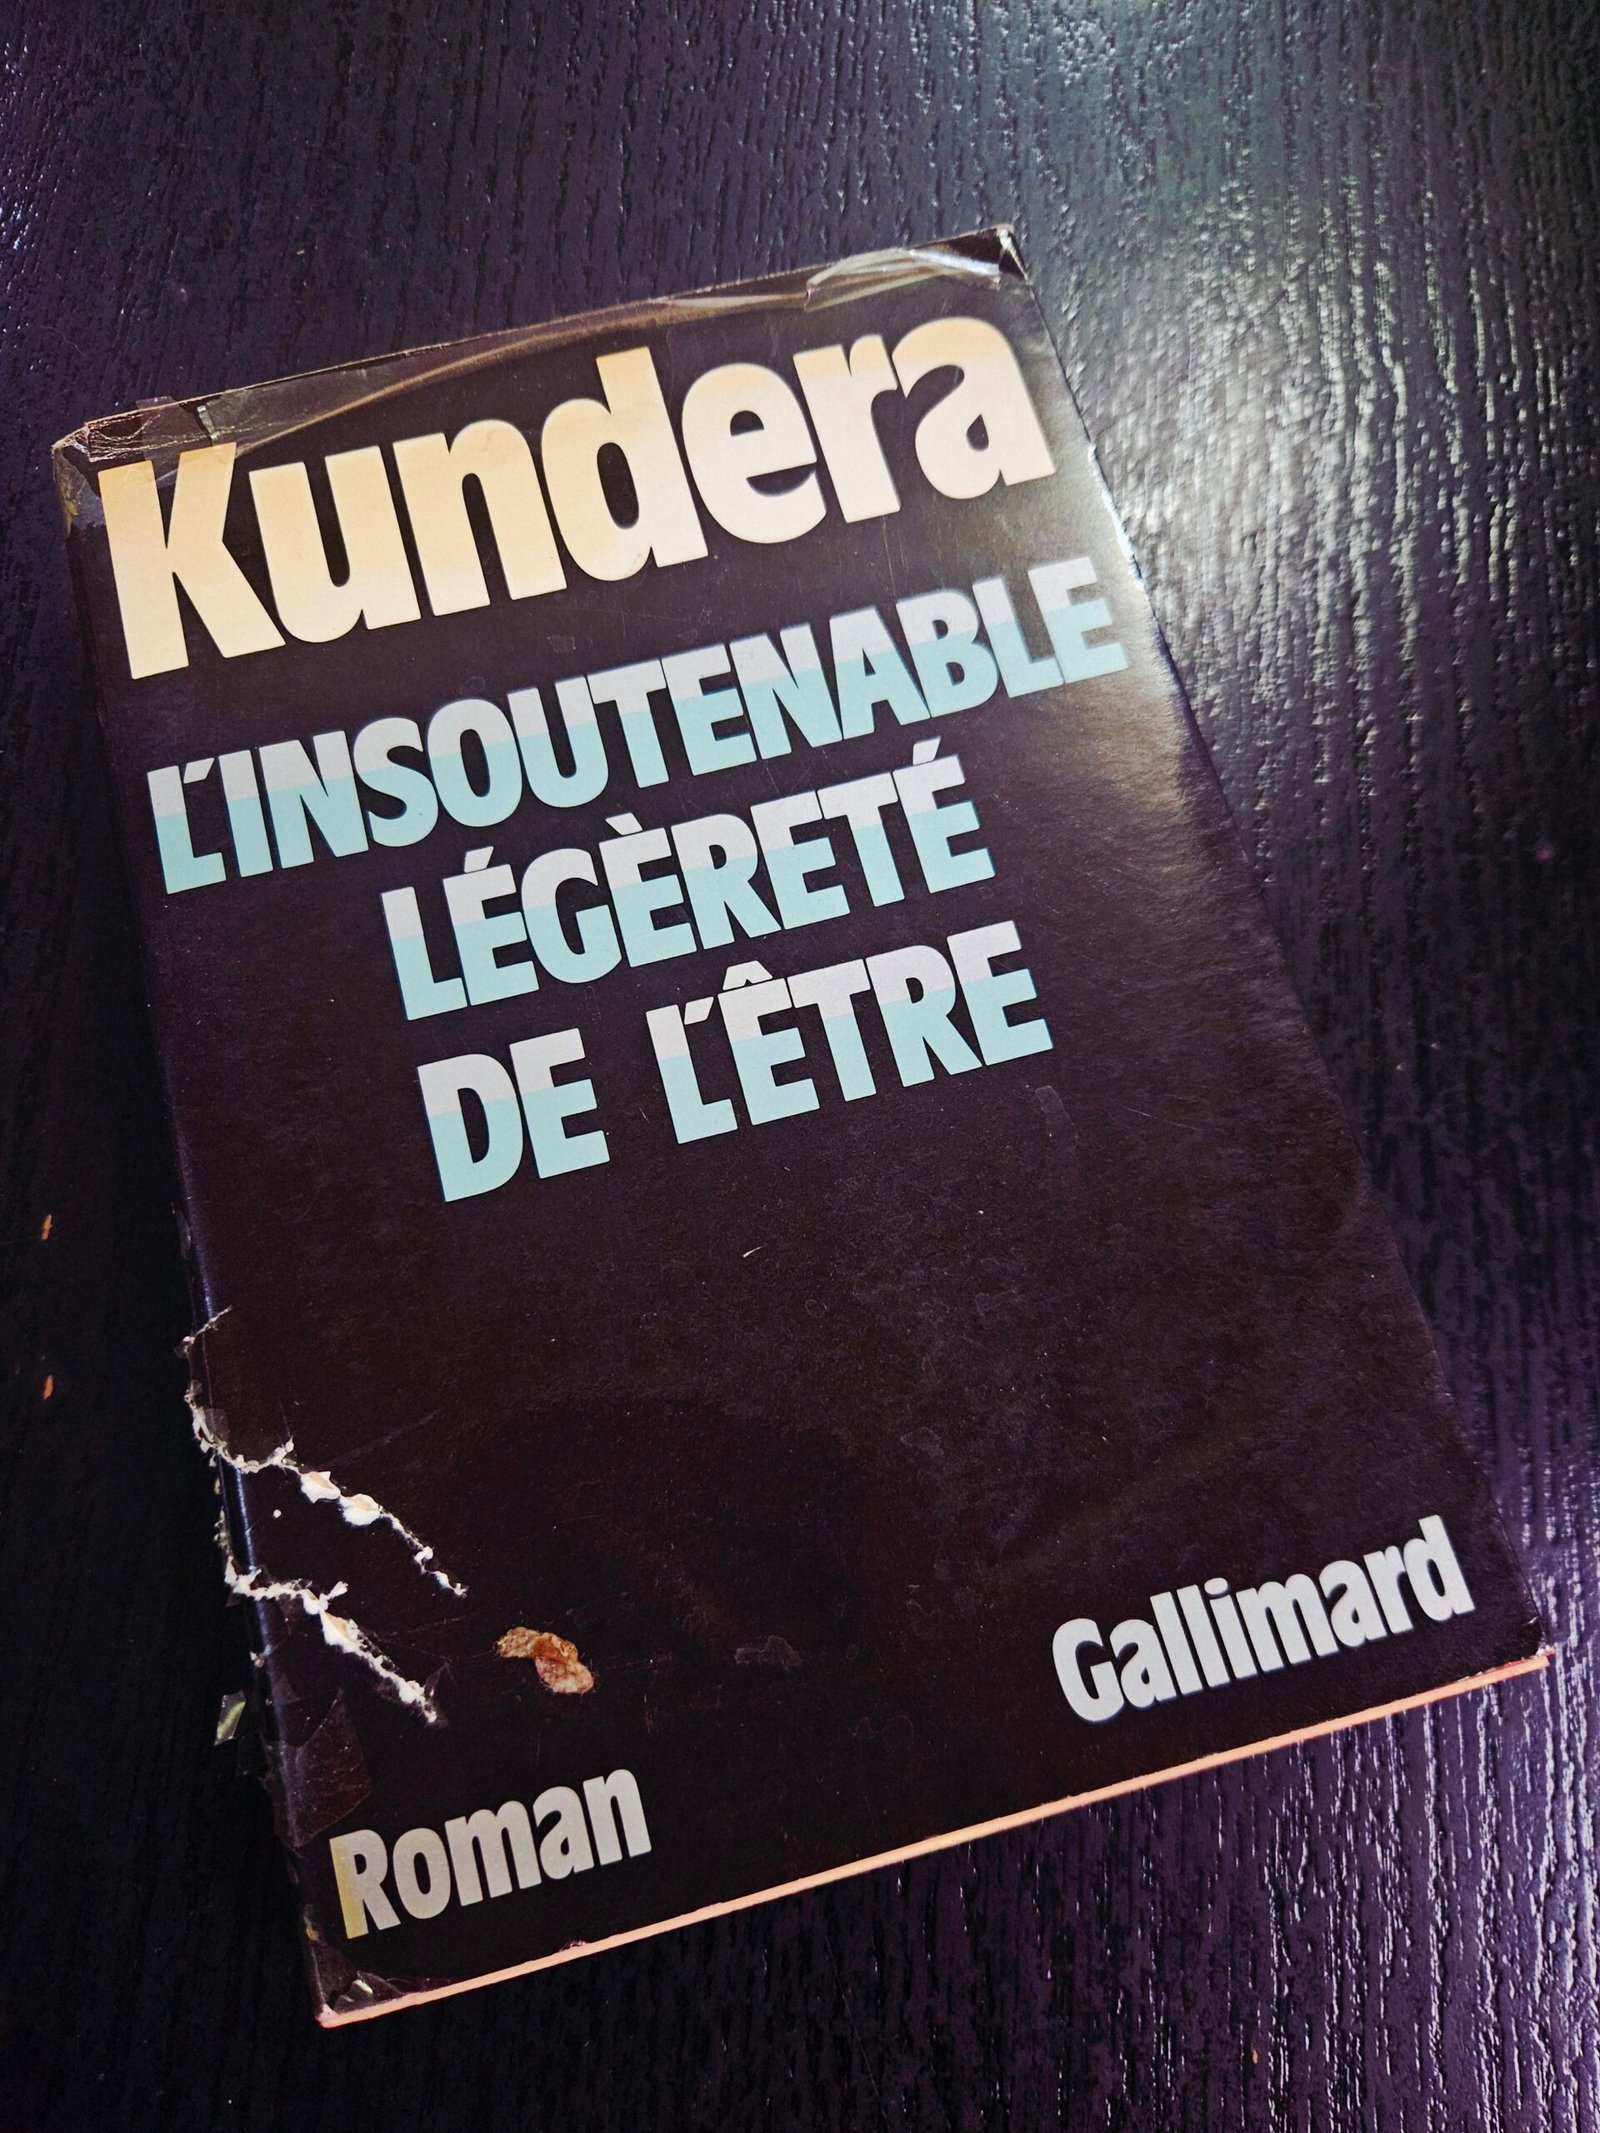 Kundera
L'INSOUTENABLE
LÉGÈRETÉ
DE L'ÊTRE
Gallimard
Roman